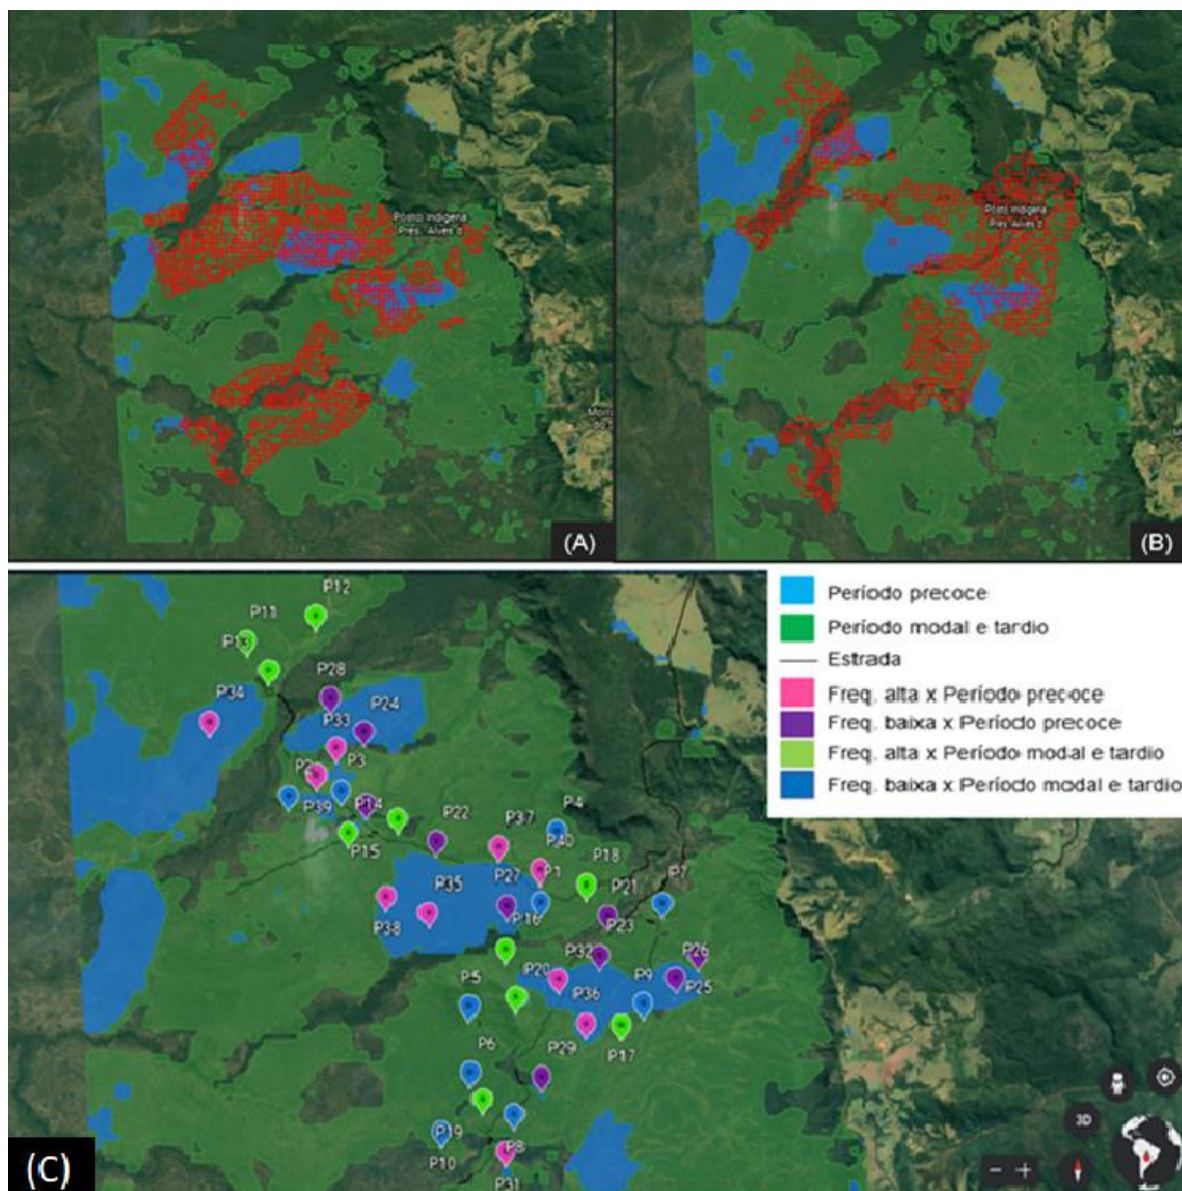 Posto Indígena
Pres. Alves d
(A)
Posto Indígena
Pres. Alves d
(B)
Período precoce
Período modal e tardio
Estrada
Freq. alta x Período precoce
Freq. baixa x Período precoce
Freq. alta x Período modal e tardio
Freq. baixa x Período modal e tardio
P12
P11
P13
P28
P34
P24
P33
P3
P39
P14
P22
P37
P4
P40
P15
P18
P1
P7
P27
P21
P35
P16
P23
P38
P32
P26
P20
P5
P9
P25
P36
P6
P29
P17
P19
P8
P10
P31
3D
(C)